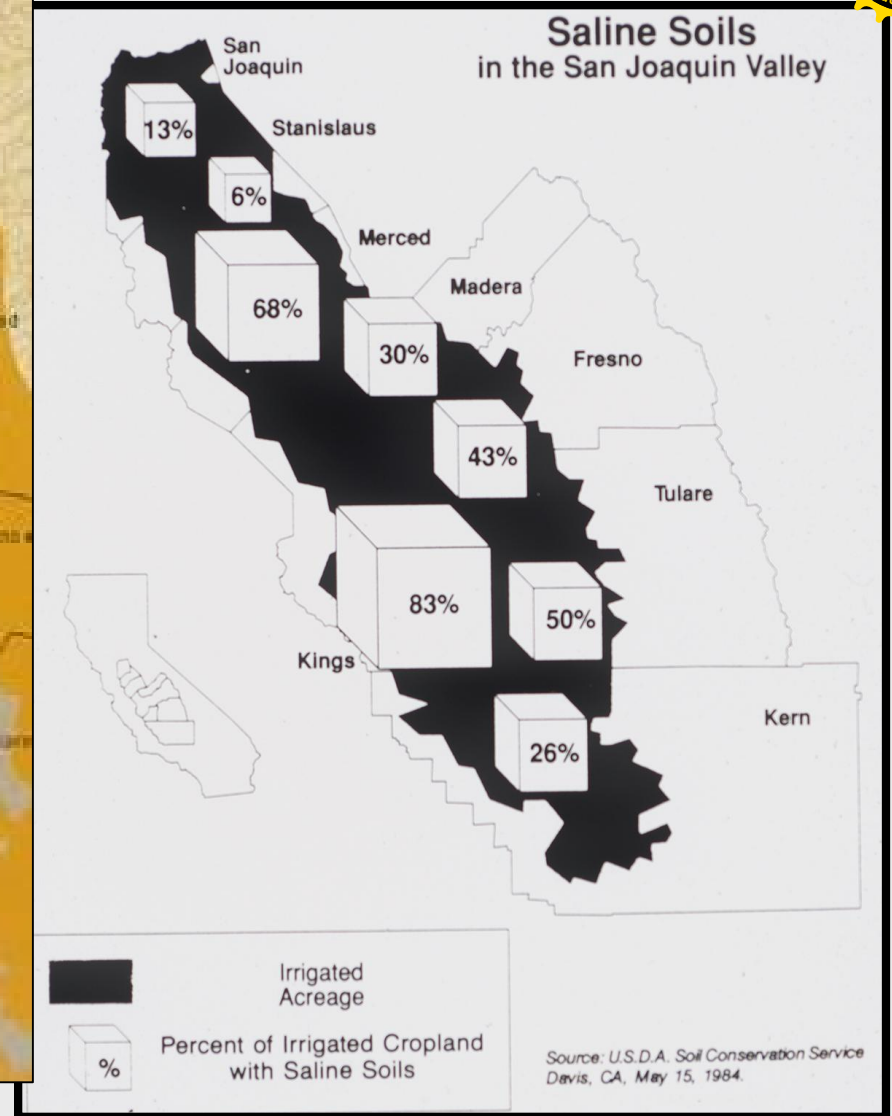 Saline Soils
in the San Joaquin Valley
San
Joaquin
13%
Stanislaus
6%
Merced
68%
Madera
30%
Fresno
43%
Tulare
83%
50%
Kings
Kern
26%
Irrigated
Acreage
%
Percent of Irrigated Cropland
with Saline Soils
Source: U.S.D.A. Soil Conservation Service
Davis, CA, May 15, 1984.